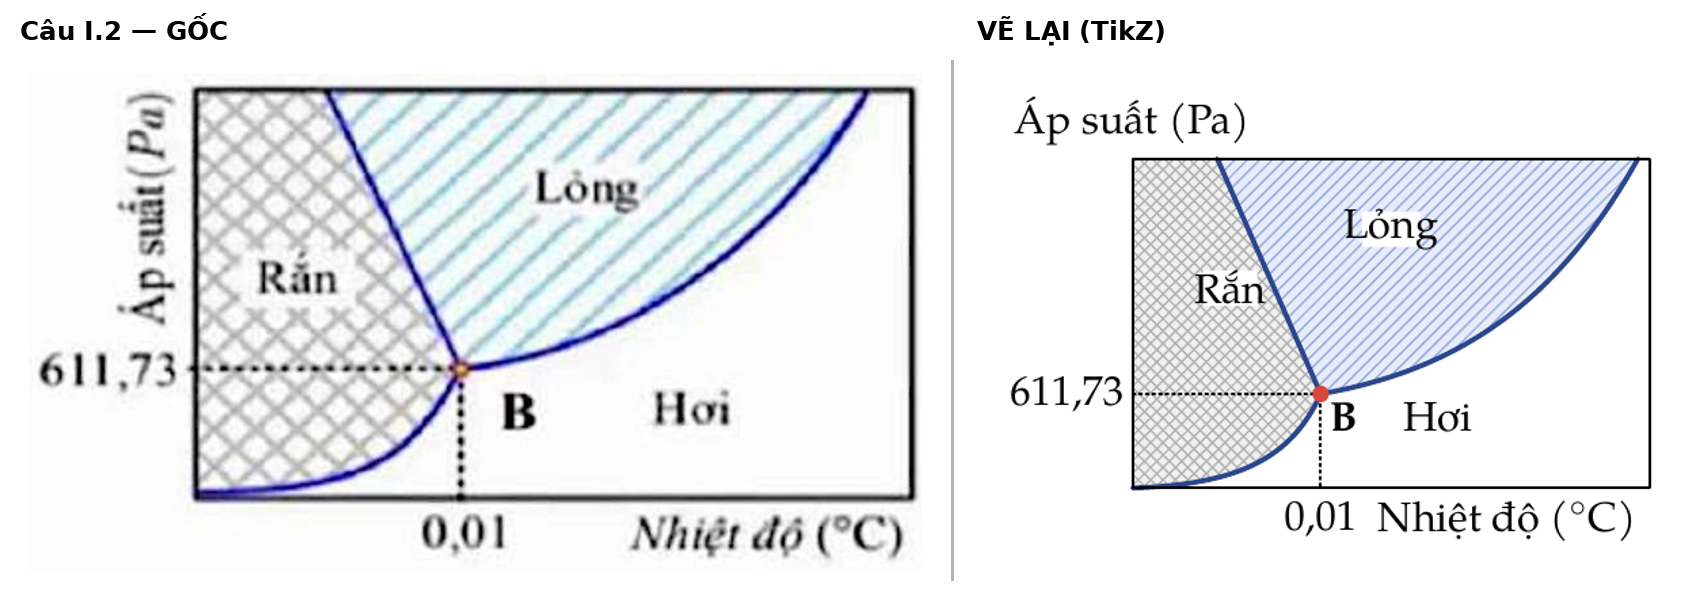 Câu I.2 — GỐC
Áp suất (Pa)
Lỏng
Rắn
611,73
B
Hơi
0,01
Nhiệt độ (°C)
VẼ LẠI (TikZ)
Áp suất (Pa)
Lỏng
Rắn
611,73
B
Hơi
0,01
Nhiệt độ (°C)